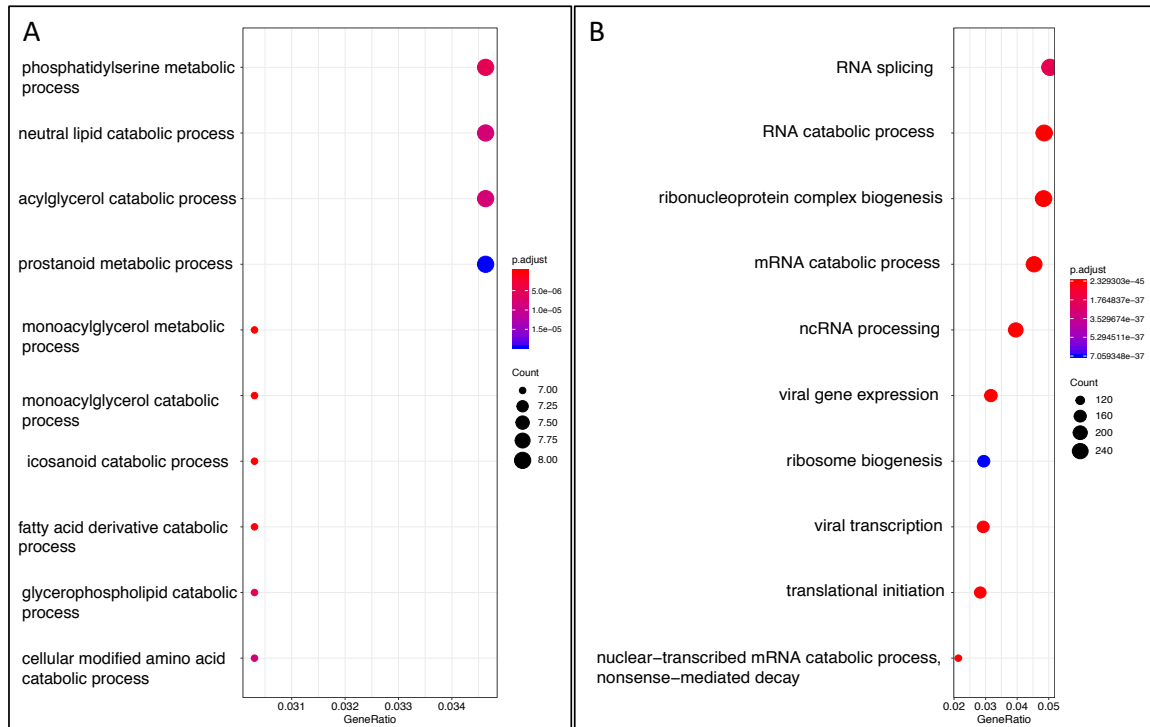 A
phosphatidylserine metabolic
process
neutral lipid catabolic process
acylglycerol catabolic process
prostanoid metabolic process
monoacylglycerol metabolic
process
monoacylglycerol catabolic
process
icosanoid catabolic process
fatty acid derivative catabolic
process
glycerophospholipid catabolic
process
cellular modified amino acid
catabolic process
0.031 0.032 0.033 0.034
GeneRatio
p.adjust
5.0e−06
1.0e−05
1.5e−05
Count
7.00
7.25
7.50
7.75
8.00
B
RNA splicing
RNA catabolic process
ribonucleoprotein complex biogenesis
mRNA catabolic process
ncRNA processing
viral gene expression
ribosome biogenesis
viral transcription
translational initiation
nuclear−transcribed mRNA catabolic process,
nonsense−mediated decay
0.02 0.03 0.04 0.05
GeneRatio
p.adjust
2.329303e−45
1.764837e−37
3.529674e−37
5.294511e−37
7.059348e−37
Count
120
160
200
240